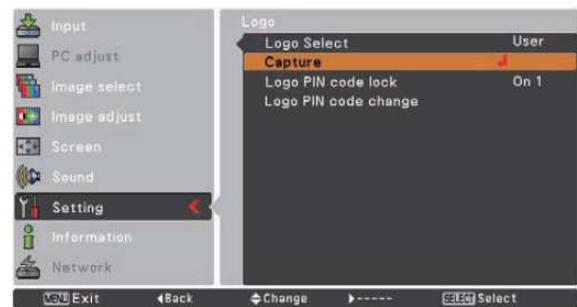 Input
PC adjust
Image select
Image adjust
Screen
Sound
Setting
Information
Network
Logo
Logo Select User
Capture
Logo PIN code lock On 1
Logo PIN code change
MENU Exit ◀Back ◆Change ▶----- SELECT Select